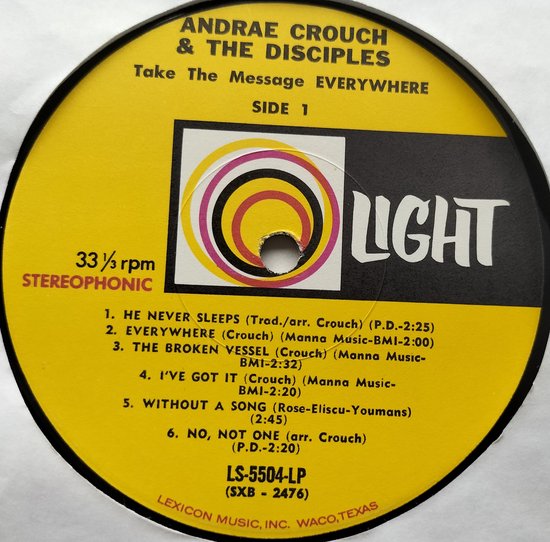 ANDRAE CROUCH
& THE DISCIPLES
Take The Message EVERYWHERE
SIDE 1
LIGHT
33 ⅓ rpm
STEREOPHONIC
1. HE NEVER SLEEPS (Trad./arr. Crouch) (P.D.-2:25)
2. EVERYWHERE (Crouch) (Manna Music-BMI-2:00)
3. THE BROKEN VESSEL (Crouch) (Manna Music-
BMI-2:32)
4. I'VE GOT IT (Crouch) (Manna Music-
BMI-2:20)
5. WITHOUT A SONG (Rose-Eliscu-Youmans)
(2:45)
6. NO, NOT ONE (arr. Crouch)
(P.D.-2:20)
LS-5504-LP
(SXB - 2476)
LEXICON MUSIC, INC. WACO, TEXAS